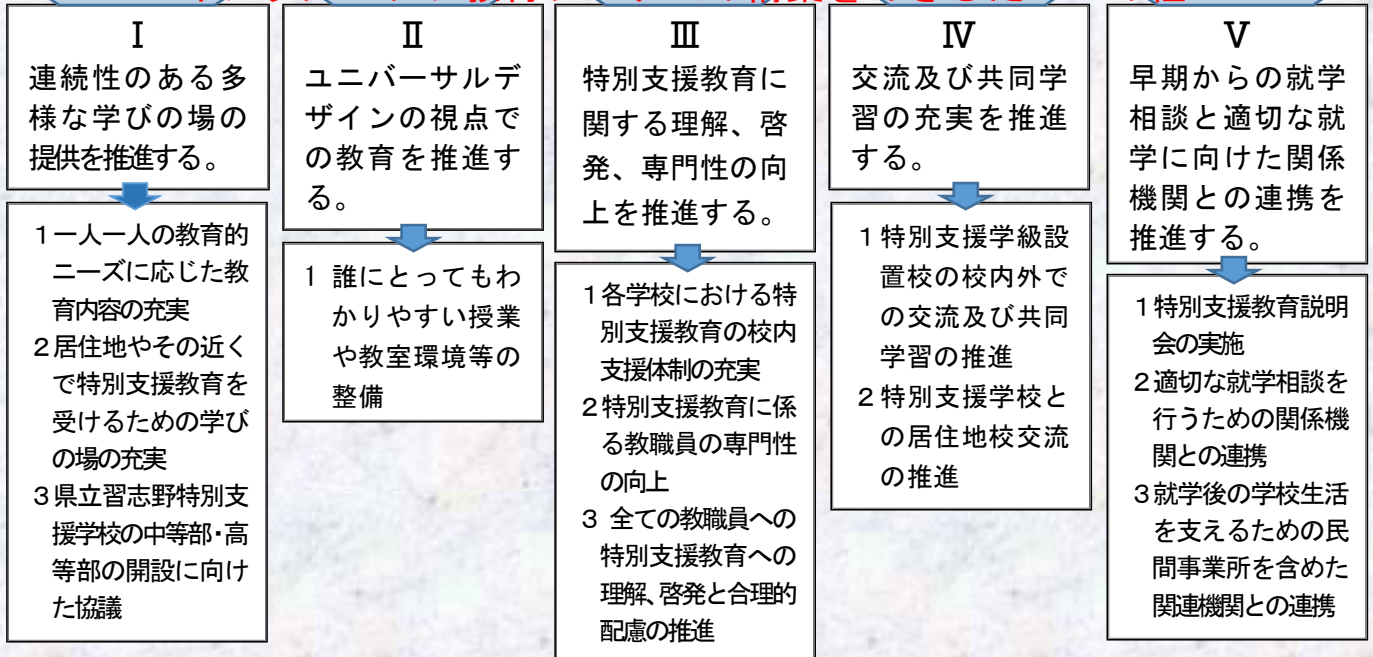 Ⅰ
連続性のある多
様な学びの場の
提供を推進する。
1一人一人の教育的
ニーズに応じた教
育内容の充実
2居住地やその近く
で特別支援教育を
受けるための学び
の場の充実
3県立習志野特別支
援学校の中等部・高
等部の開設に向け
た協議
Ⅱ
ユニバーサルデ
ザインの視点で
の教育を推進す
る。
1 誰にとってもわ
かりやすい授業
や教室環境等の
整備
Ⅲ
特別支援教育に
関する理解、啓
発、専門性の向
上を推進する。
1各学校における特
別支援教育の校内
支援体制の充実
2特別支援教育に係
る教職員の専門性
の向上
3 全ての教職員への
特別支援教育への
理解、啓発と合理的
配慮の推進
Ⅳ
交流及び共同学
習の充実を推進
する。
1特別支援学級設
置校の校内外で
の交流及び共同
学習の推進
2特別支援学校と
の居住地校交流
の推進
Ⅴ
早期からの就学
相談と適切な就
学に向けた関係
機関との連携を
推進する。
1特別支援教育説明
会の実施
2適切な就学相談を
行うための関係機
関との連携
3就学後の学校生活
を支えるための民
間事業所を含めた
関連機関との連携